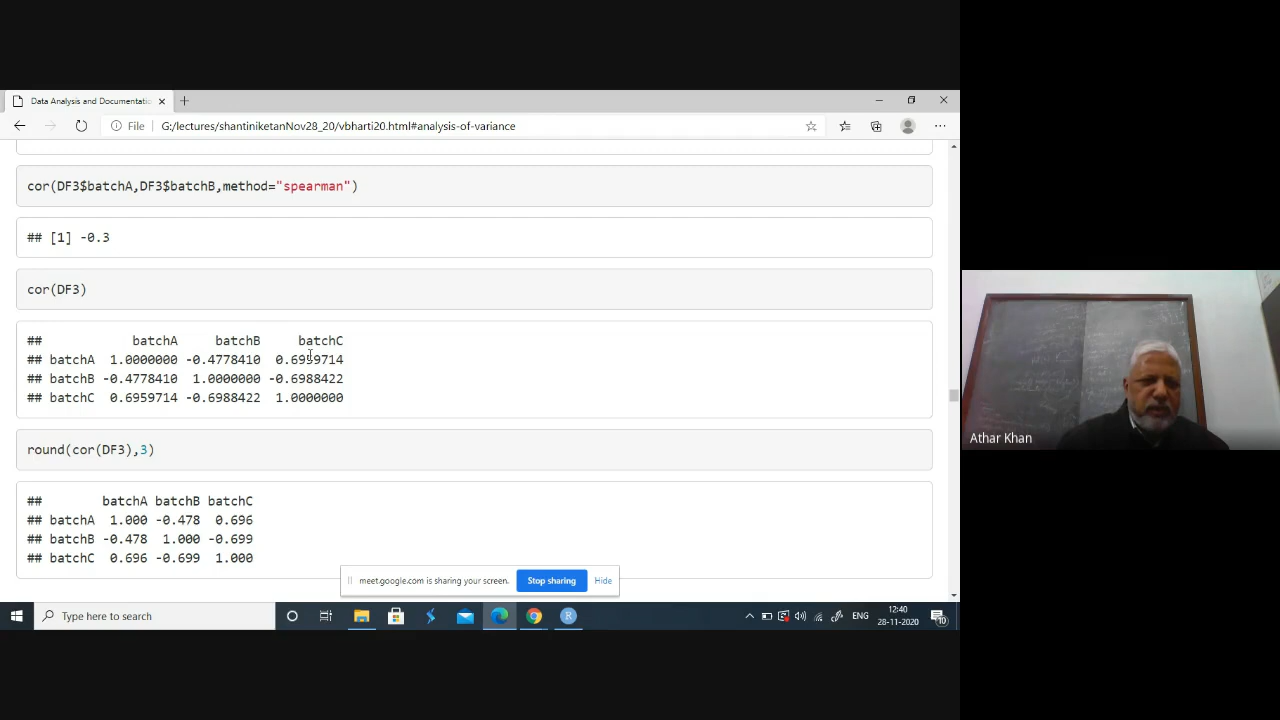 Data Analysis and Documentatio
File G:/lectures/shantiniketanNov28_20/vbharti20.html#analysis-of-variance
cor(DF3$batchA,DF3$batchB,method="spearman")
## [1] -0.3
cor(DF3)
## batchA batchB batchC
## batchA 1.0000000 -0.4778410 0.6959714
## batchB -0.4778410 1.0000000 -0.6988422
## batchC 0.6959714 -0.6988422 1.0000000
round(cor(DF3),3)
## batchA batchB batchC
## batchA 1.000 -0.478 0.696
## batchB -0.478 1.000 -0.699
## batchC 0.696 -0.699 1.000
meet.google.com is sharing your screen. Stop sharing Hide
Type here to search
ENG
12:40
28-11-2020
10
Athar Khan